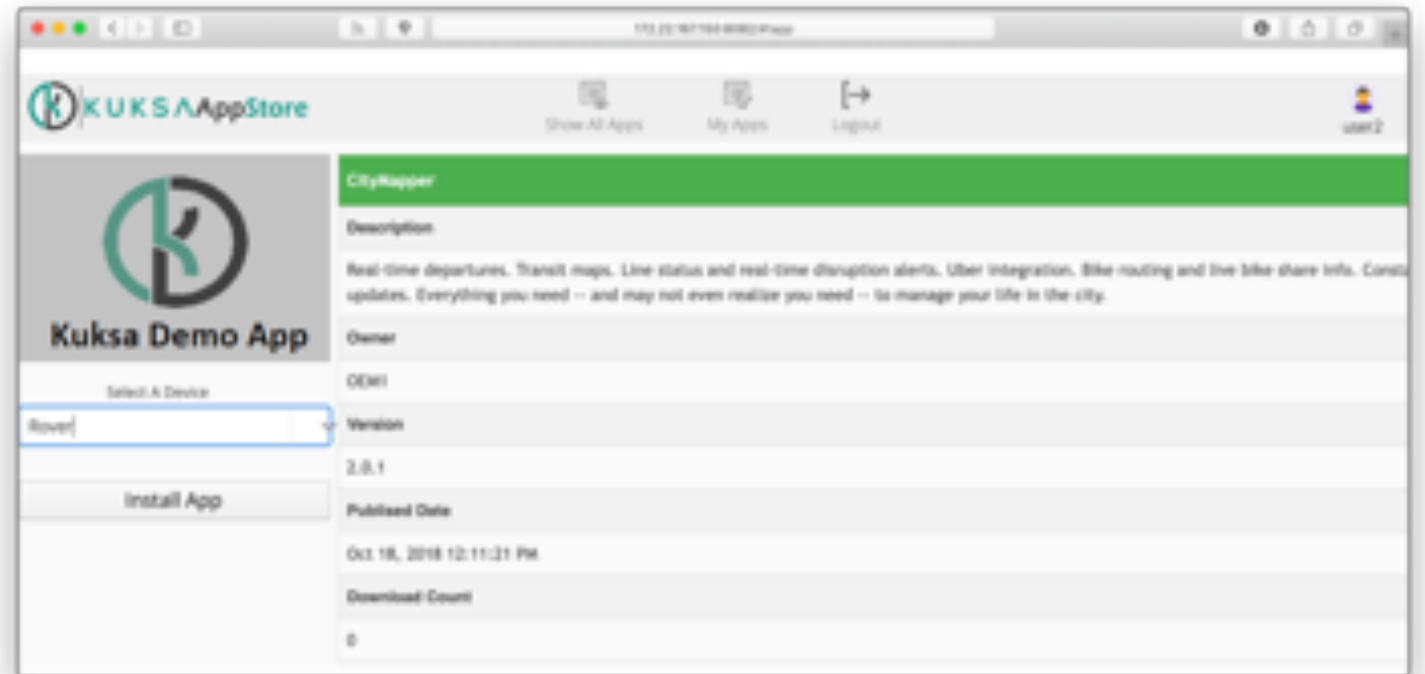 KUKSA AppStore
Show All Apps
My Apps
Logout
user2
Kuksa Demo App
Select A Device
Rover
Install App
CityMapper
Description
Real-time departures. Transit maps. Line status and real-time disruption alerts. Uber integration. Bike routing and live bike share info.
updates. Everything you need -- and may not even realize you need -- to manage your life in the city.
Owner
OEM1
Version
2.0.1
Publised Date
Oct 18, 2018 12:11:21 PM
Download Count
0